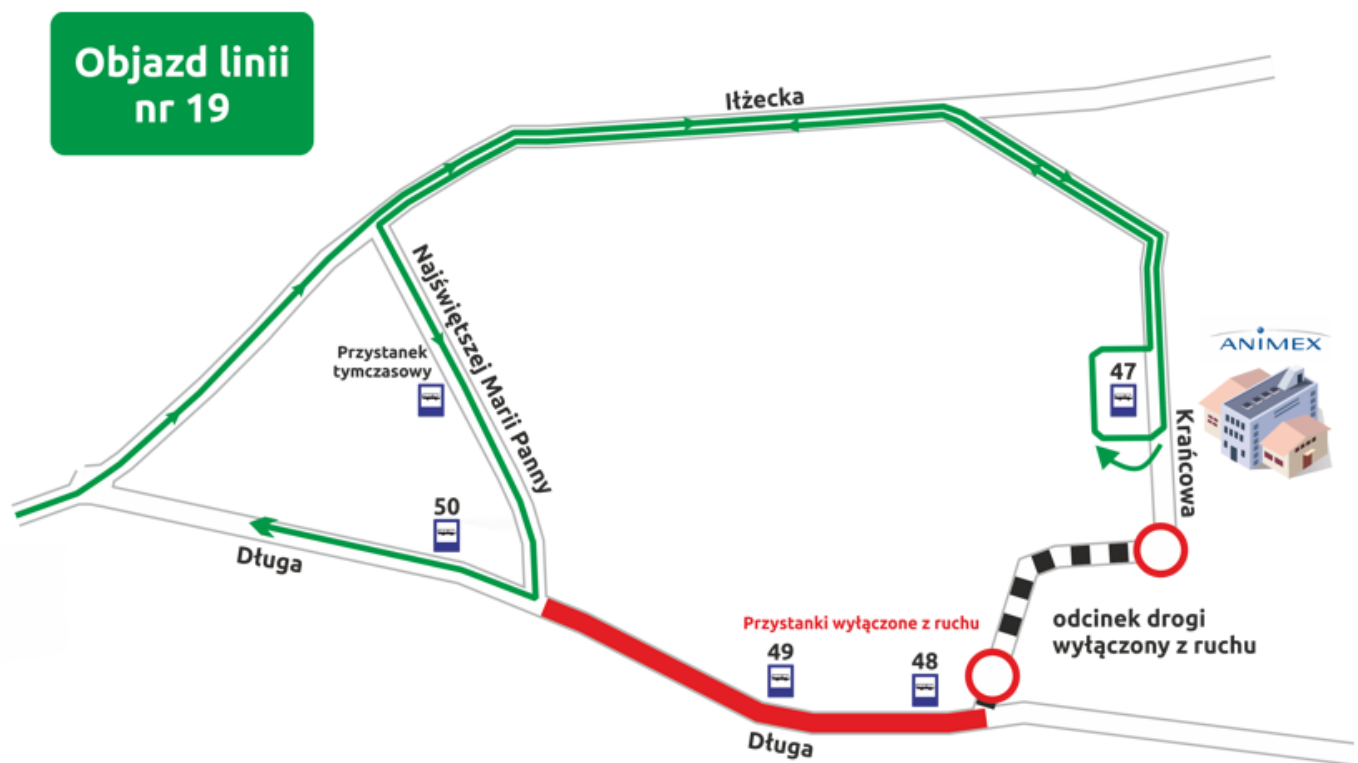 Objazd linii
nr 19
Iłżecka
Najświętszej Marii Panny
Przystanek
tymczasowy
ANIMEX
47
Krańcowa
50
Długa
Przystanki wyłączone z ruchu
odcinek drogi
wyłączony z ruchu
49
48
Długa